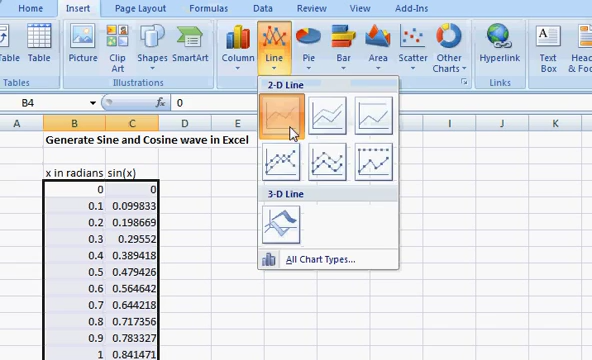 Home Insert Page Layout Formulas Data Review View Add-Ins
Table Table Picture Clip Art Shapes SmartArt Column Line Pie Bar Area Scatter Other Charts Hyperlink Text Box
Illustrations Links
B4 fx 0
2-D Line
A B C D E I J K
Generate Sine and Cosine wave in Excel
x in radians sin(x)
0 0
3-D Line
0.1 0.099833
0.2 0.198669
0.3 0.29552
0.4 0.389418
All Chart Types...
0.5 0.479426
0.6 0.564642
0.7 0.644218
0.8 0.717356
0.9 0.783327
1 0.841471